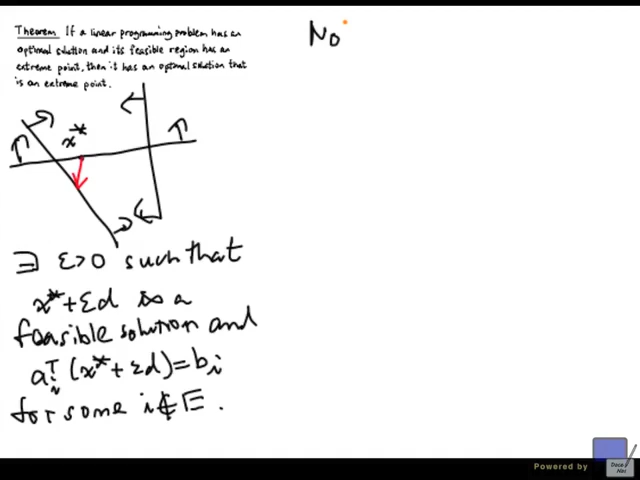 Theorem If a linear programming problem has an
optimal solution and its feasible region has an
extreme point, then it has an optimal solution that
is an extreme point.
x*
∃ ε>0 such that
x*+εd is a
feasible solution and
aᵢᵀ (x*+εd)=bᵢ
for some i∉E.
No
Powered by